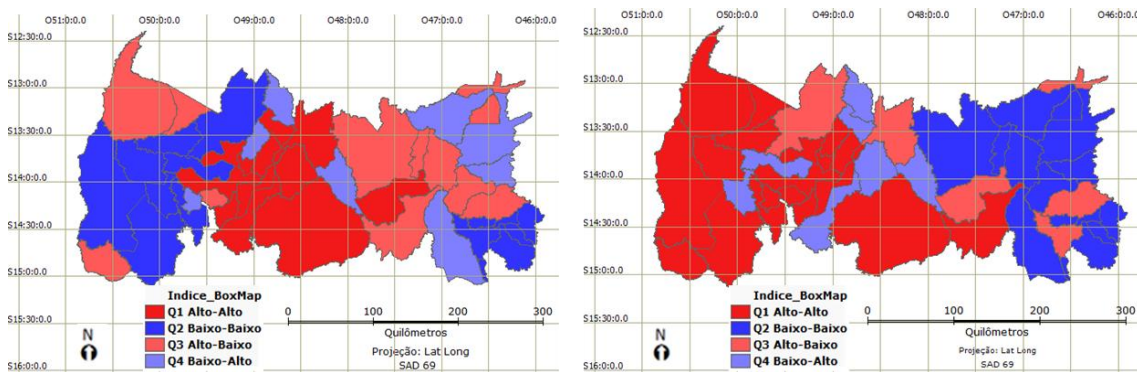 O51:0:0.0 O50:0:0.0 O49:0:0.0 O48:0:0.0 O47:0:0.0 O46:0:0.0
S12:30:0.0
S13:0:0.0
S13:30:0.0
S14:0:0.0
S14:30:0.0
S15:0:0.0
S15:30:0.0
S16:0:0.0
Indice_BoxMap
Q1 Alto-Alto
Q2 Baixo-Baixo
Q3 Alto-Baixo
Q4 Baixo-Alto
N
0 100 200 300
Quilômetros
Projeção: Lat Long
SAD 69
O51:0:0.0 O50:0:0.0 O49:0:0.0 O48:0:0.0 O47:0:0.0 O46:0:0.0
S12:30:0.0
S13:0:0.0
S13:30:0.0
S14:0:0.0
S14:30:0.0
S15:0:0.0
S15:30:0.0
S16:0:0.0
Indice_BoxMap
Q1 Alto-Alto
Q2 Baixo-Baixo
Q3 Alto-Baixo
Q4 Baixo-Alto
N
0 100 200 300
Quilômetros
Projeção: Lat Long
SAD 69